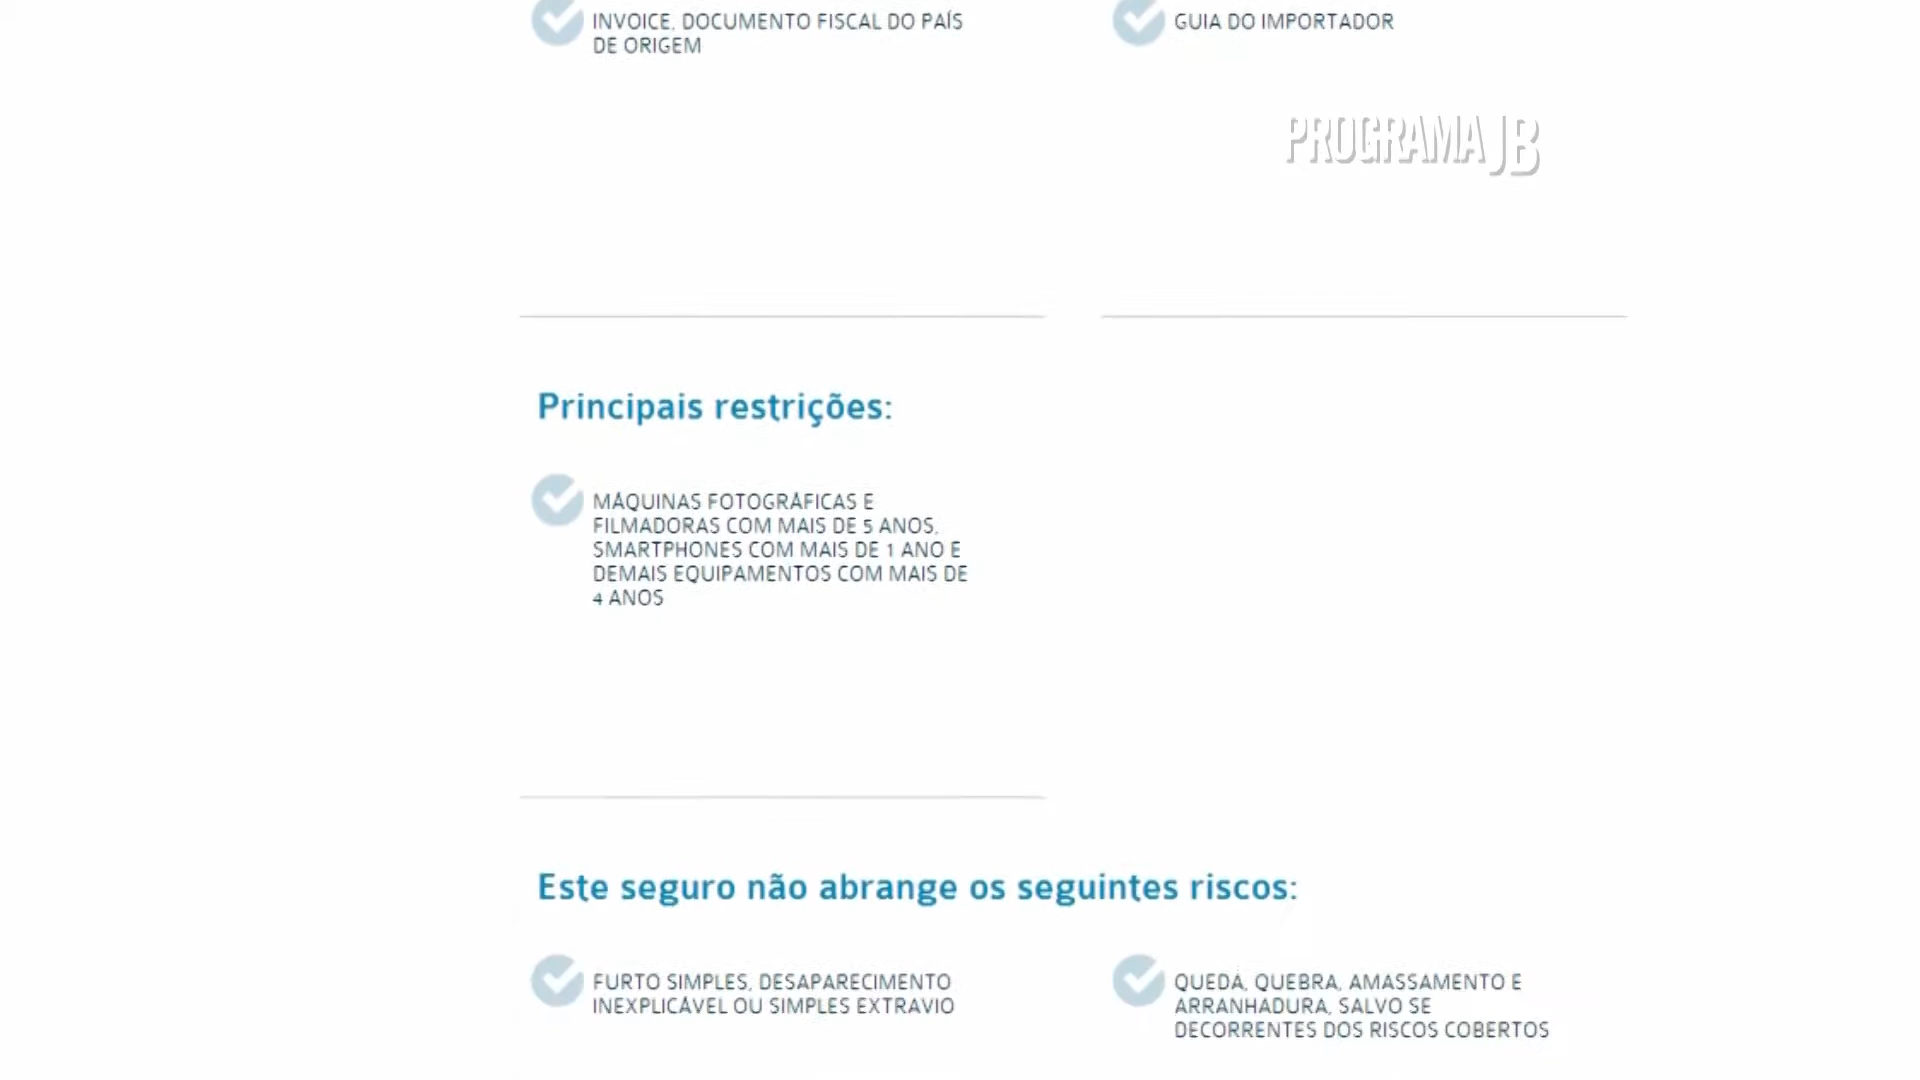 INVOICE, DOCUMENTO FISCAL DO PAÍS
DE ORIGEM
GUIA DO IMPORTADOR
PROGRAMA JB
Principais restrições:
MÁQUINAS FOTOGRÁFICAS E
FILMADORAS COM MAIS DE 5 ANOS,
SMARTPHONES COM MAIS DE 1 ANO E
DEMAIS EQUIPAMENTOS COM MAIS DE
4 ANOS
Este seguro não abrange os seguintes riscos:
FURTO SIMPLES, DESAPARECIMENTO
INEXPLICÁVEL OU SIMPLES EXTRAVIO
QUEDA, QUEBRA, AMASSAMENTO E
ARRANHADURA, SALVO SE
DECORRENTES DOS RISCOS COBERTOS